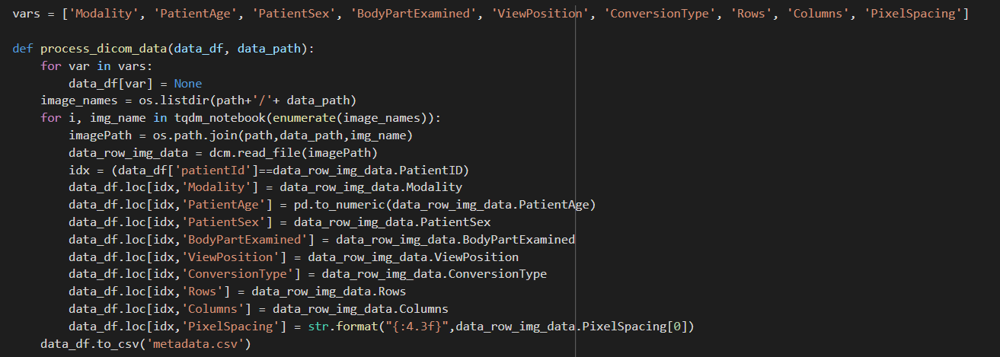 vars = ['Modality', 'PatientAge', 'PatientSex', 'BodyPartExamined', 'ViewPosition', 'ConversionType', 'Rows', 'Columns', 'PixelSpacing']

def process_dicom_data(data_df, data_path):
    for var in vars:
        data_df[var] = None
    image_names = os.listdir(path+'/'+ data_path)
    for i, img_name in tqdm_notebook(enumerate(image_names)):
        imagePath = os.path.join(path,data_path,img_name)
        data_row_img_data = dcm.read_file(imagePath)
        idx = (data_df['patientId']==data_row_img_data.PatientID)
        data_df.loc[idx,'Modality'] = data_row_img_data.Modality
        data_df.loc[idx,'PatientAge'] = pd.to_numeric(data_row_img_data.PatientAge)
        data_df.loc[idx,'PatientSex'] = data_row_img_data.PatientSex
        data_df.loc[idx,'BodyPartExamined'] = data_row_img_data.BodyPartExamined
        data_df.loc[idx,'ViewPosition'] = data_row_img_data.ViewPosition
        data_df.loc[idx,'ConversionType'] = data_row_img_data.ConversionType
        data_df.loc[idx,'Rows'] = data_row_img_data.Rows
        data_df.loc[idx,'Columns'] = data_row_img_data.Columns
        data_df.loc[idx,'PixelSpacing'] = str.format("{:4.3f}",data_row_img_data.PixelSpacing[0])
    data_df.to_csv('metadata.csv')